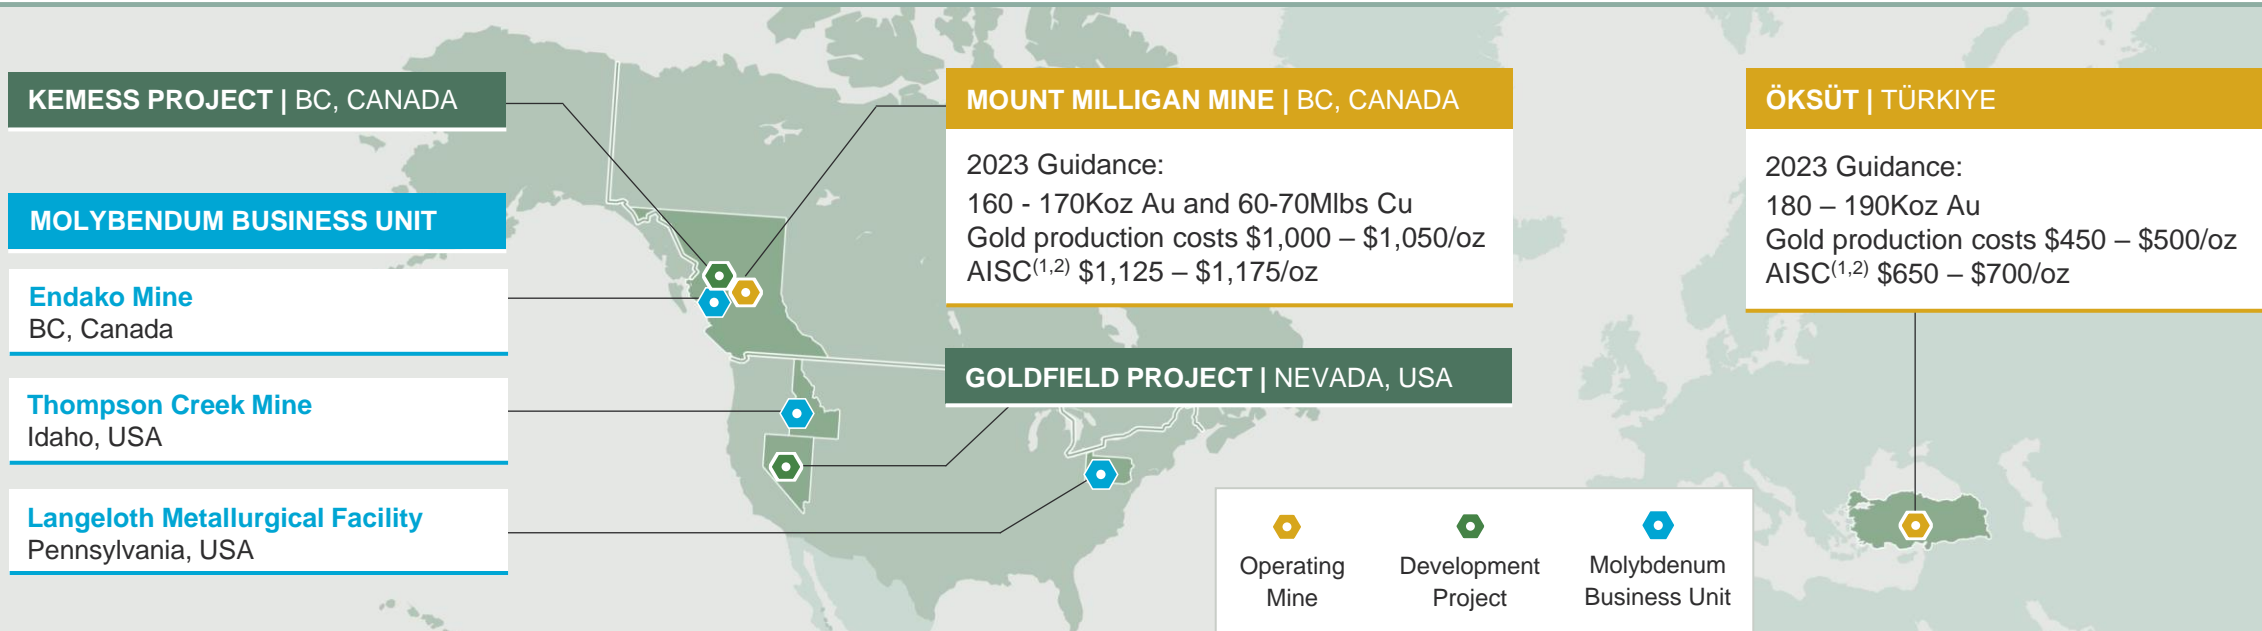 KEMESS PROJECT | BC, CANADA
MOLYBENDUM BUSINESS UNIT
Endako Mine
BC, Canada
Thompson Creek Mine
Idaho, USA
Langeloth Metallurgical Facility
Pennsylvania, USA
MOUNT MILLIGAN MINE | BC, CANADA
2023 Guidance:
160 - 170Koz Au and 60-70Mlbs Cu
Gold production costs $1,000 – $1,050/oz
AISC(1,2) $1,125 – $1,175/oz
GOLDFIELD PROJECT | NEVADA, USA
ÖKSÜT | TÜRKIYE
2023 Guidance:
180 – 190Koz Au
Gold production costs $450 – $500/oz
AISC(1,2) $650 – $700/oz
Operating
Mine
Development
Project
Molybdenum
Business Unit